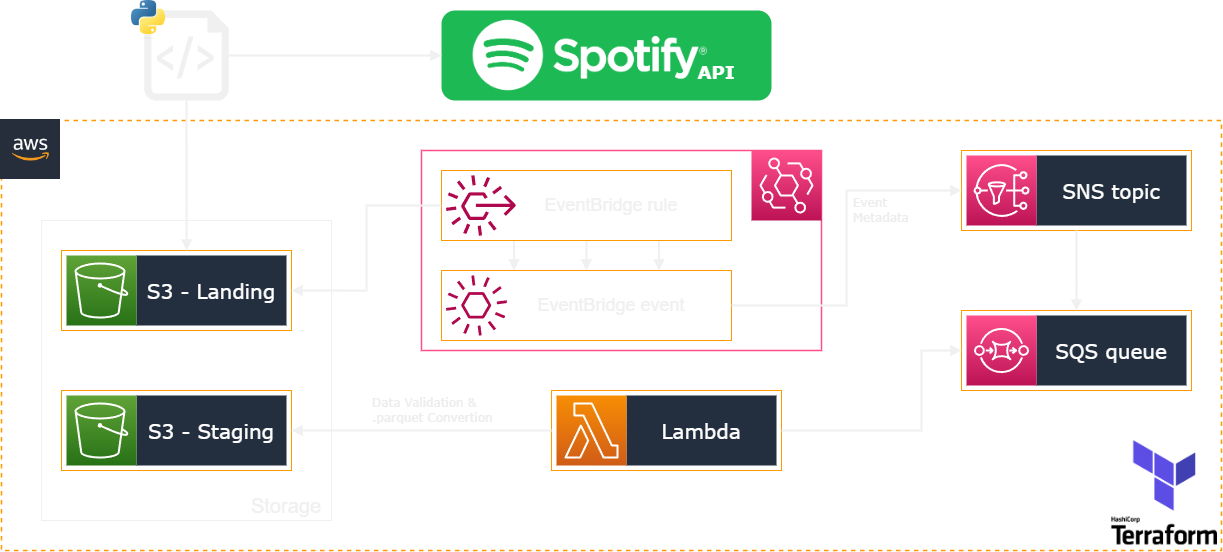 </>
Spotify®
API
aws
EventBridge rule
Event
Metadata
SNS topic
S3 - Landing
EventBridge event
SQS queue
Data Validation &
.parquet Convertion
S3 - Staging
Lambda
Storage
HashiCorp
Terraform